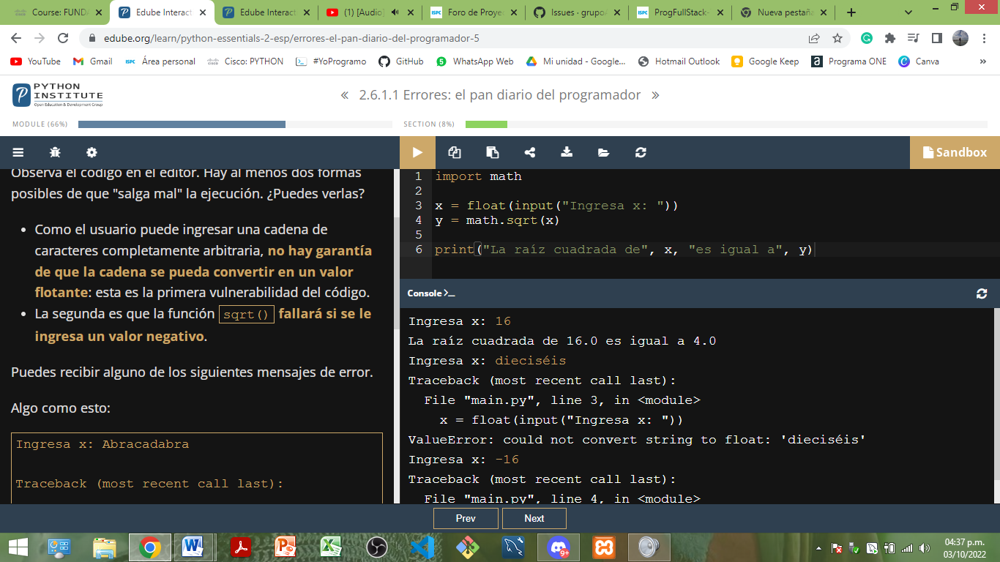 Course: FUNDA
Edube Interact
Edube Interact
(1) [Audio]
ISPC
Foro de Proye
Issues · grupo
ISPC
ProgFullStack-
Nueva pestaña
edube.org/learn/python-essentials-2-esp/errores-el-pan-diario-del-programador-5
YouTube
Gmail
ISPC
Área personal
Cisco: PYTHON
#YoProgramo
GitHub
5
WhatsApp Web
Mi unidad - Google...
Hotmail Outlook
Google Keep
a
Programa ONE
Canva
»
PYTHON
INSTITUTE
Open Education & Development Group
« 2.6.1.1 Errores: el pan diario del programador »
MODULE (66%)
SECTION (8%)
Sandbox
Observa el código en el editor. Hay al menos dos formas
posibles de que "salga mal" la ejecución. ¿Puedes verlas?
• Como el usuario puede ingresar una cadena de
caracteres completamente arbitraria, no hay garantía
de que la cadena se pueda convertir en un valor
flotante: esta es la primera vulnerabilidad del código.
• La segunda es que la función sqrt() fallará si se le
ingresa un valor negativo.
Puedes recibir alguno de los siguientes mensajes de error.
Algo como esto:
Ingresa x: Abracadabra
Traceback (most recent call last):
1 import math
2
3 x = float(input("Ingresa x: "))
4 y = math.sqrt(x)
5
6 print("La raíz cuadrada de", x, "es igual a", y)
Console >_
Ingresa x: 16
La raíz cuadrada de 16.0 es igual a 4.0
Ingresa x: dieciséis
Traceback (most recent call last):
File "main.py", line 3, in <module>
x = float(input("Ingresa x: "))
ValueError: could not convert string to float: 'dieciséis'
Ingresa x: -16
Traceback (most recent call last):
File "main.py", line 4, in <module>
Prev
Next
9+
04:37 p.m.
03/10/2022